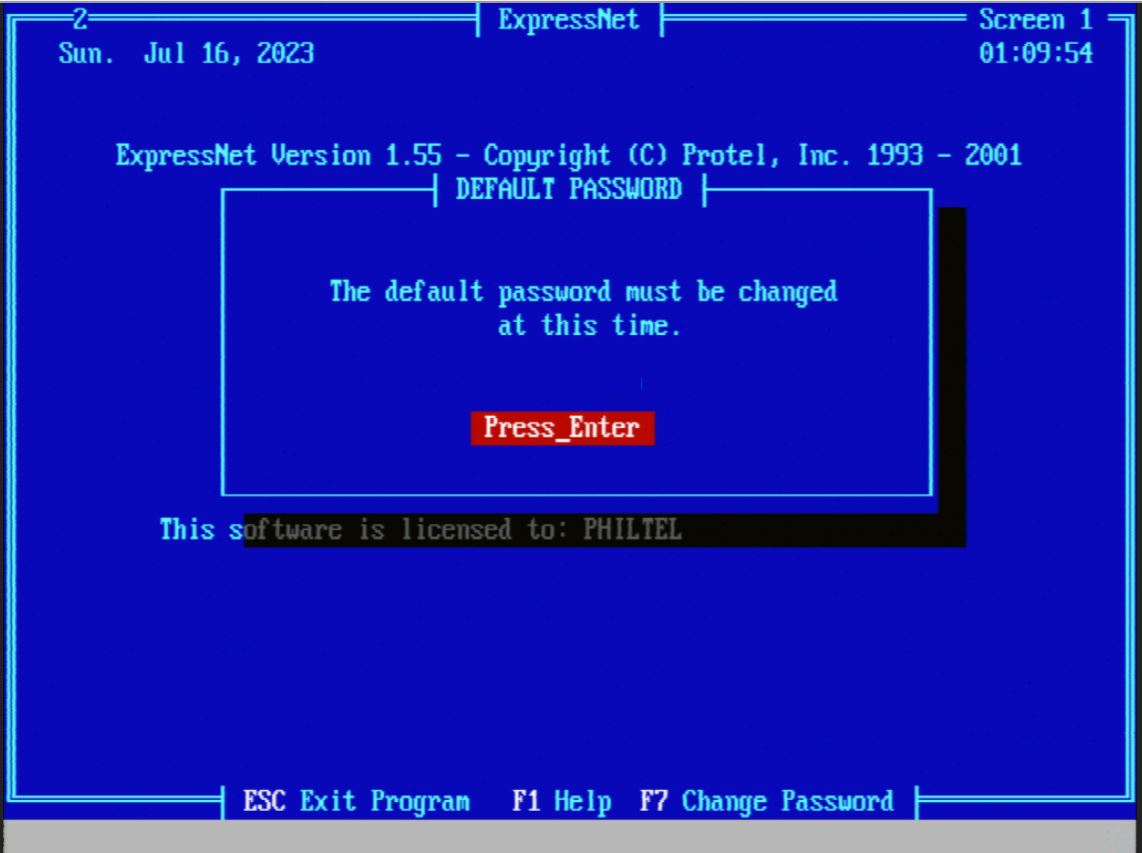 2 ExpressNet Screen 1
Sun. Jul 16, 2023 01:09:54
ExpressNet Version 1.55 - Copyright (C) Protel, Inc. 1993 - 2001
DEFAULT PASSWORD
The default password must be changed
at this time.
Press_Enter
This software is licensed to: PHILTEL
ESC Exit Program F1 Help F7 Change Password